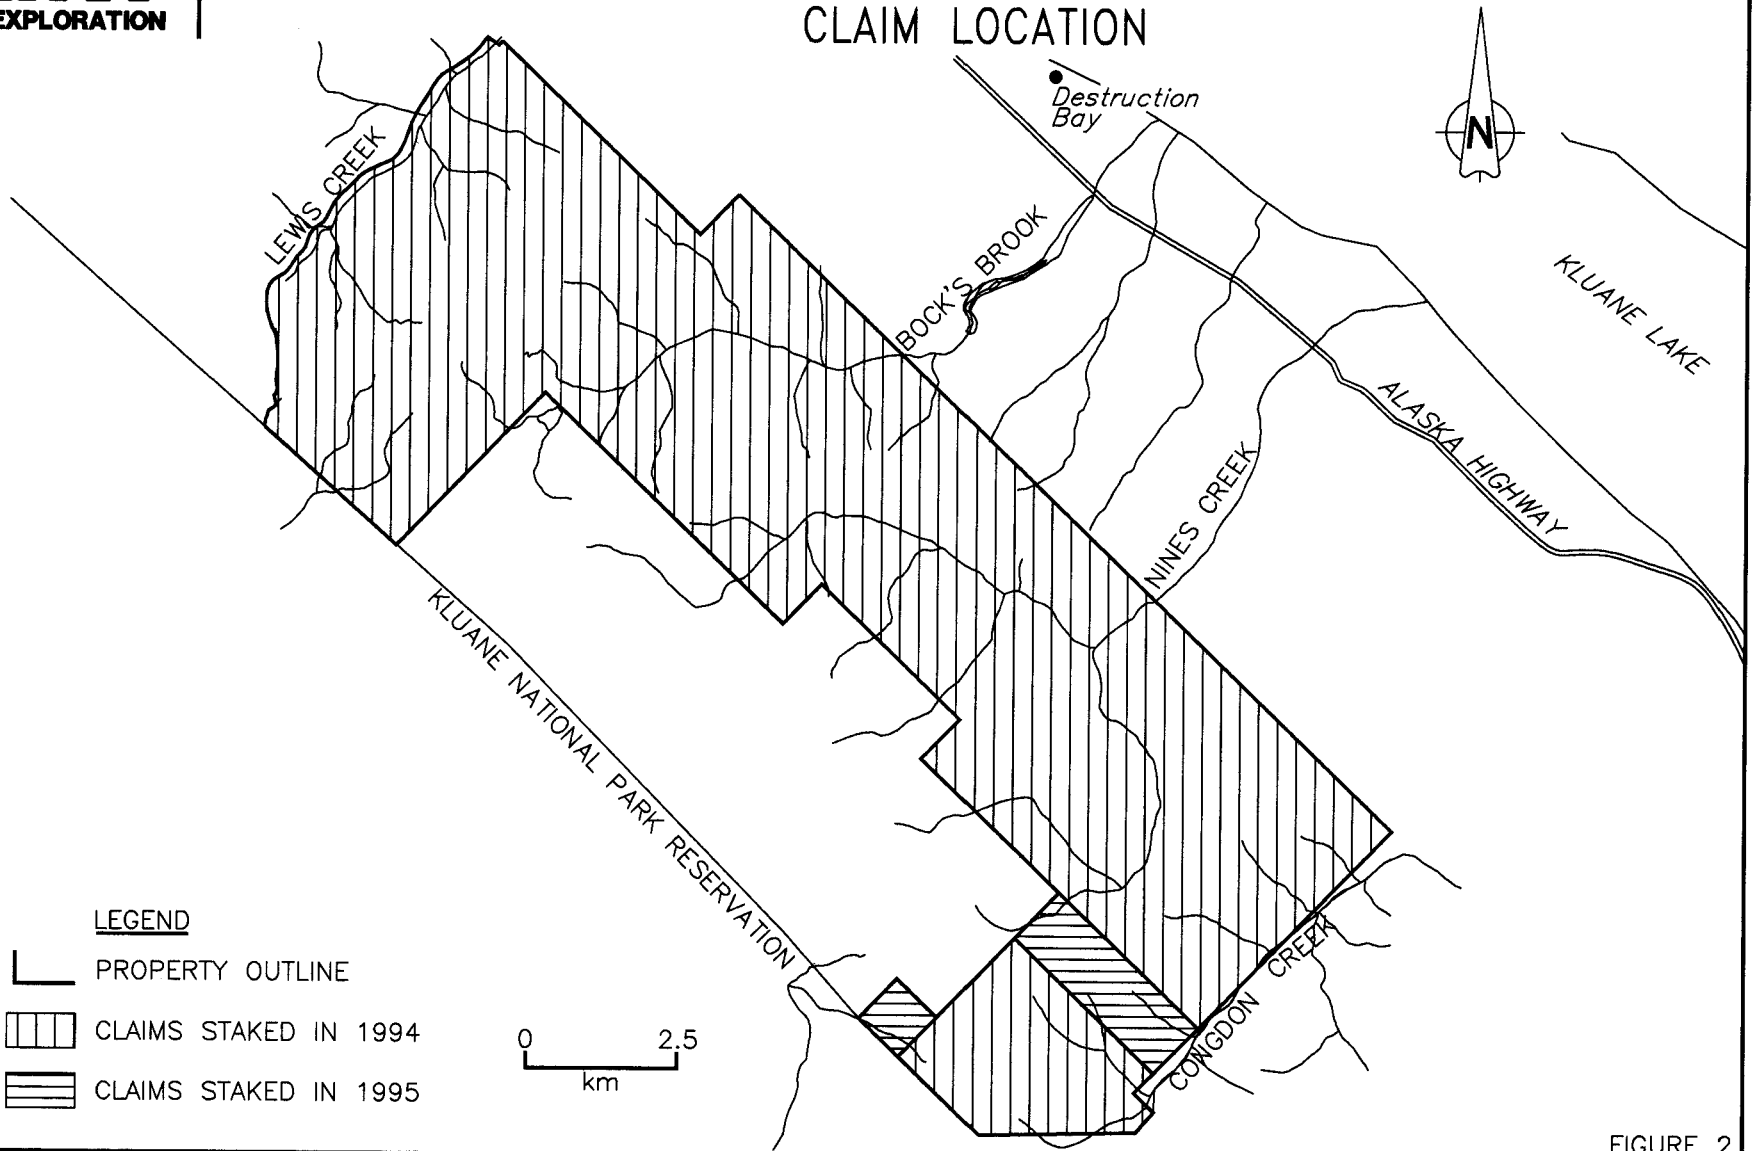 EXPLORATION
CLAIM LOCATION
Destruction
Bay
N
LEWIS CREEK
BOCK'S BROOK
KLUANE LAKE
ALASKA HIGHWAY
NINES CREEK
KLUANE NATIONAL PARK RESERVATION
CONGDON CREEK
LEGEND
PROPERTY OUTLINE
CLAIMS STAKED IN 1994
CLAIMS STAKED IN 1995
0 2.5
km
FIGURE 2